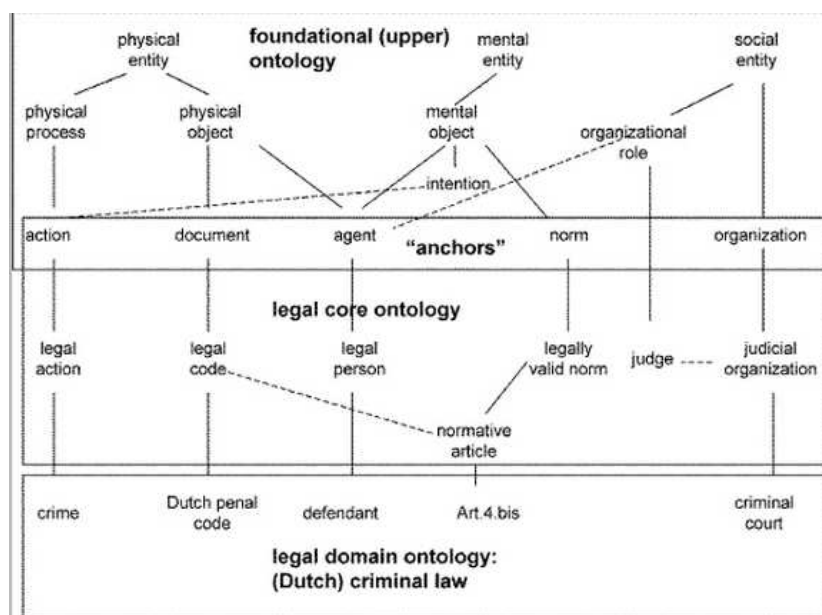 physical
entity
foundational (upper)
ontology
mental
entity
social
entity
physical
process
physical
object
mental
object
organizational
role
intention
action
document
agent
"anchors"
norm
organization
legal core ontology
legal
action
legal
code
legal
person
legally
valid norm
judge
judicial
organization
normative
article
crime
Dutch penal
code
defendant
Art.4.bis
criminal
court
legal domain ontology:
(Dutch) criminal law